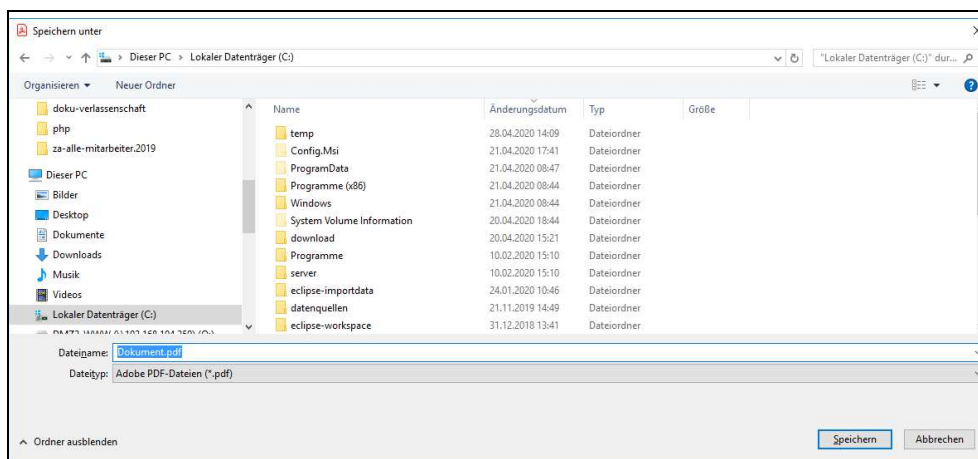 Speichern unter
Dieser PC > Lokaler Datenträger (C:)
"Lokaler Datenträger (C:)" dur...
Organisieren Neuer Ordner
doku-verlassenschaft
php
za-alle-mitarbeiter.2019
Dieser PC
Bilder
Desktop
Dokumente
Downloads
Musik
Videos
Lokaler Datenträger (C:)
Name Änderungsdatum Typ Größe
temp 28.04.2020 14:09 Dateiordner
Config.Msi 21.04.2020 17:41 Dateiordner
ProgramData 21.04.2020 08:47 Dateiordner
Programme (x86) 21.04.2020 08:44 Dateiordner
Windows 21.04.2020 08:44 Dateiordner
System Volume Information 20.04.2020 18:44 Dateiordner
download 20.04.2020 15:21 Dateiordner
Programme 10.02.2020 15:10 Dateiordner
server 10.02.2020 15:10 Dateiordner
eclipse-importdata 24.01.2020 10:46 Dateiordner
datenquellen 21.11.2019 14:49 Dateiordner
eclipse-workspace 31.12.2018 13:41 Dateiordner
Dateiname: Dokument.pdf
Dateityp: Adobe PDF-Dateien (*.pdf)
Ordner ausblenden
Speichern Abbrechen